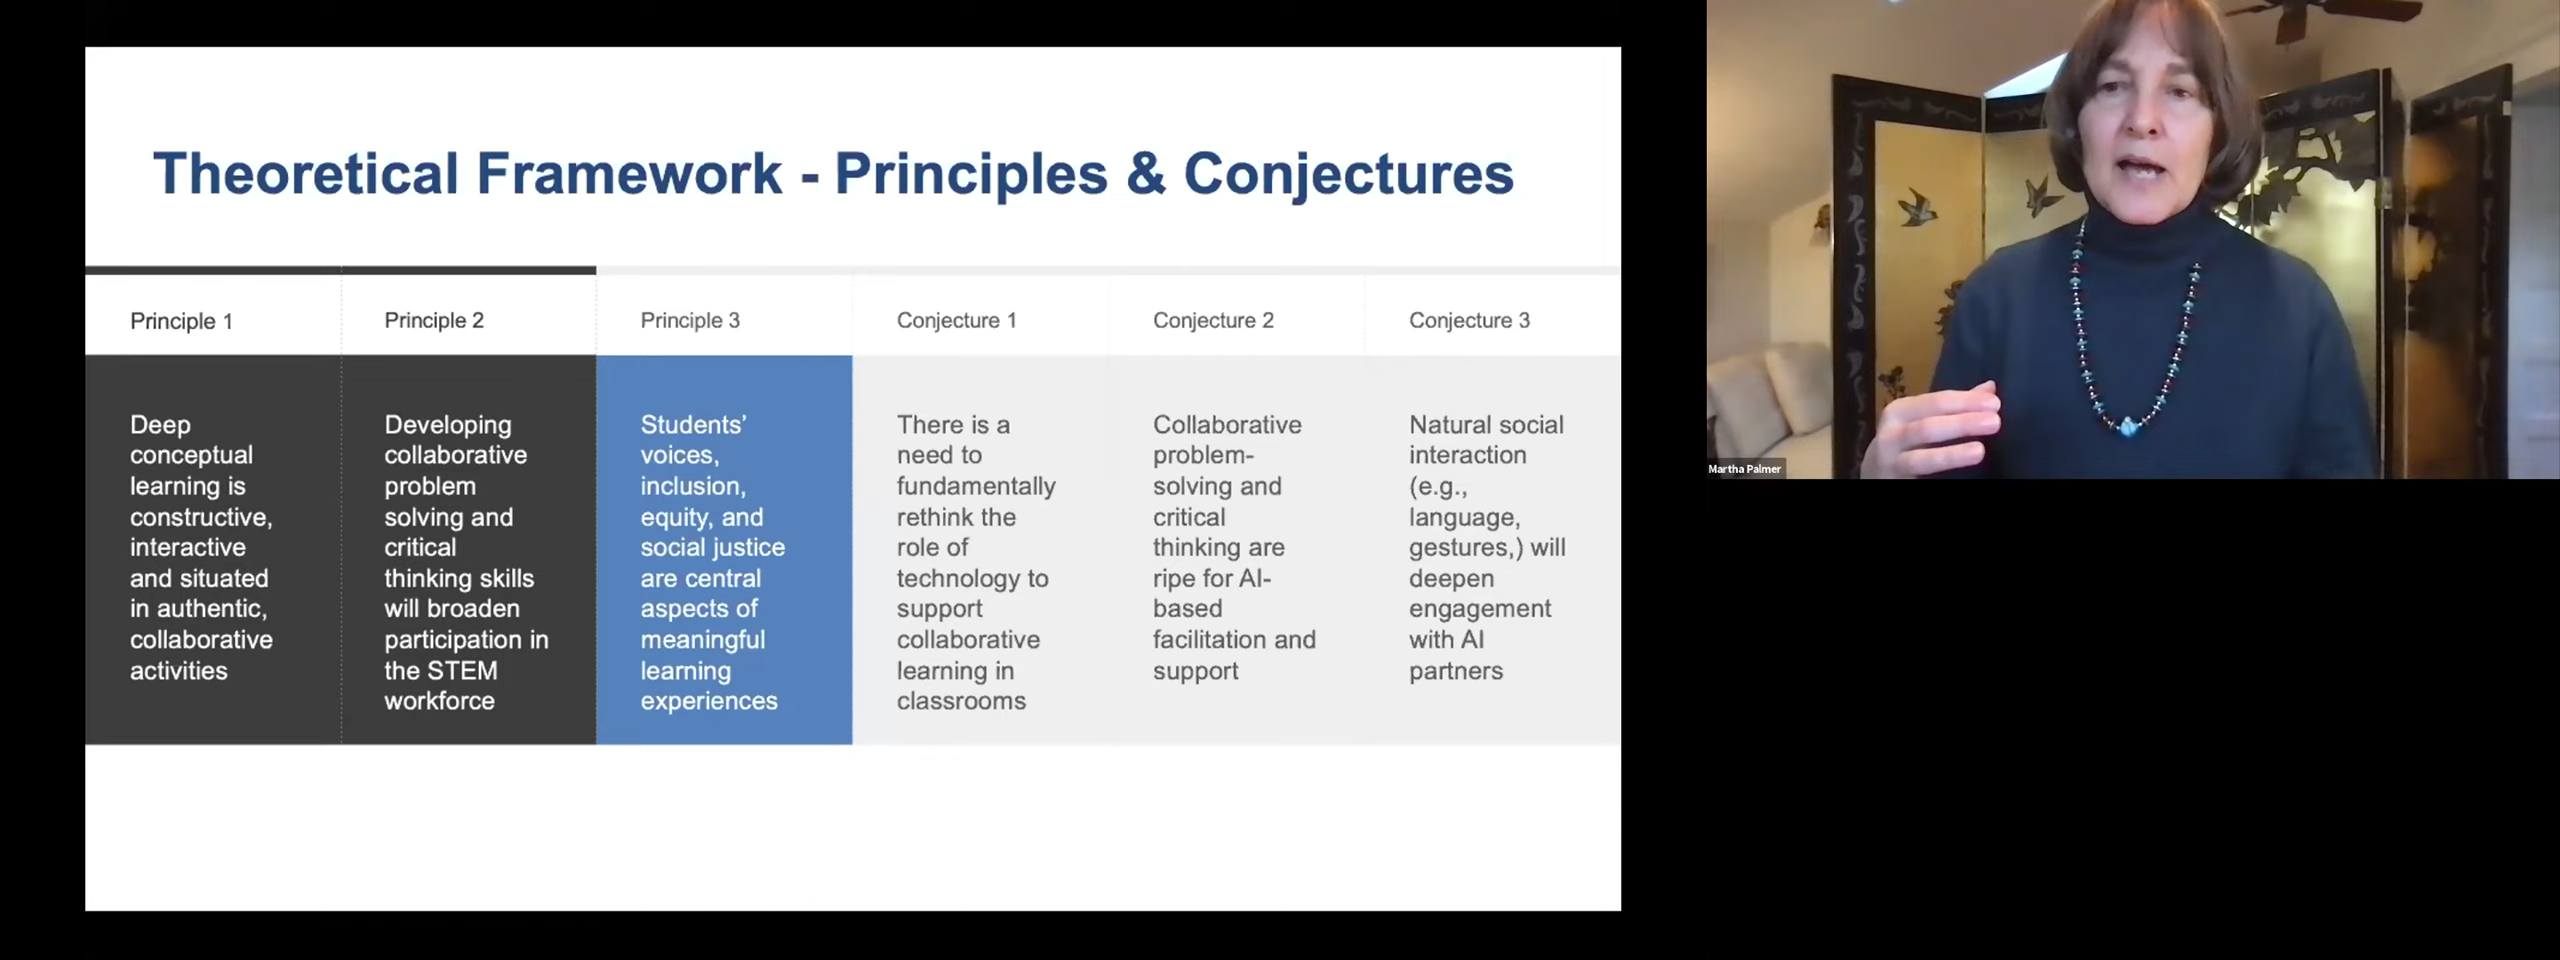 Theoretical Framework - Principles & Conjectures
Principle 1
Deep
conceptual
learning is
constructive,
interactive
and situated
in authentic,
collaborative
activities
Principle 2
Developing
collaborative
problem
solving and
critical
thinking skills
will broaden
participation in
the STEM
workforce
Principle 3
Students’
voices,
inclusion,
equity, and
social justice
are central
aspects of
meaningful
learning
experiences
Conjecture 1
There is a
need to
fundamentally
rethink the
role of
technology to
support
collaborative
learning in
classrooms
Conjecture 2
Collaborative
problem-
solving and
critical
thinking are
ripe for AI-
based
facilitation and
support
Conjecture 3
Natural social
interaction
(e.g.,
language,
gestures,) will
deepen
engagement
with AI
partners
Martha Palmer